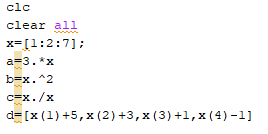 clc
clear all
x=[1:2:7];
a=3.*x
b=x.^2
c=x./x
d=[x(1)+5,x(2)+3,x(3)+1,x(4)-1]